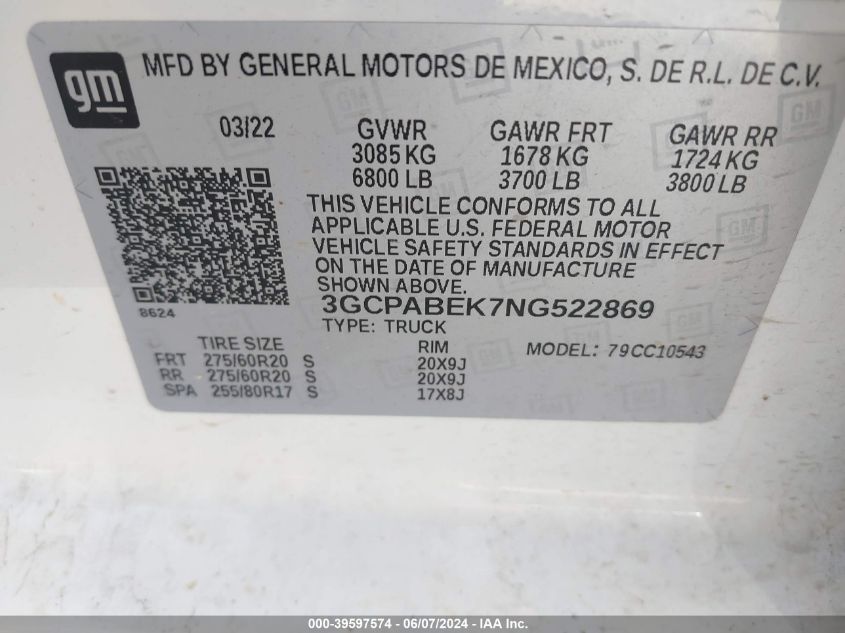 gm MFD BY GENERAL MOTORS DE MEXICO, S. DE R.L. DE C.V.
03/22 GVWR GAWR FRT GAWR RR
3085 KG 1678 KG 1724 KG
6800 LB 3700 LB 3800 LB
THIS VEHICLE CONFORMS TO ALL
APPLICABLE U.S. FEDERAL MOTOR
VEHICLE SAFETY STANDARDS IN EFFECT
ON THE DATE OF MANUFACTURE
SHOWN ABOVE.
8624 3GCPABEK7NG522869
TYPE: TRUCK
TIRE SIZE RIM MODEL: 79CC10543
FRT 275/60R20 S 20X9J
RR 275/60R20 S 20X9J
SPA 255/80R17 S 17X8J
000-39597574 - 06/07/2024 - IAA Inc.